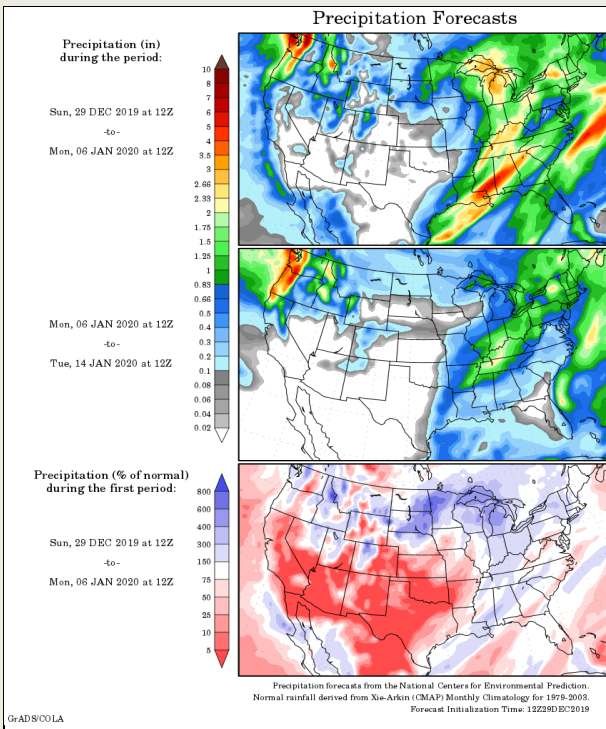 Precipitation Forecasts
Precipitation (in)
during the period:
Sun, 29 DEC 2019 at 12Z
-to-
Mon, 06 JAN 2020 at 12Z
10
8
7
6
5
4
3.5
3
2.66
2.33
2
1.75
1.5
1.25
1
0.83
0.66
0.5
0.4
0.3
0.2
0.1
0.08
0.06
0.04
0.02
Mon, 06 JAN 2020 at 12Z
-to-
Tue, 14 JAN 2020 at 12Z
Precipitation (% of normal)
during the first period:
Sun, 29 DEC 2019 at 12Z
-to-
Mon, 06 JAN 2020 at 12Z
800
600
400
300
150
75
50
25
10
5
Precipitation forecasts from the National Centers for Environmental Prediction.
Normal rainfall derived from Xie-Arkin (CMAP) Monthly Climatology for 1979-2003.
Forecast Initialization Time: 12Z29DEC2019
GrADS/COLA